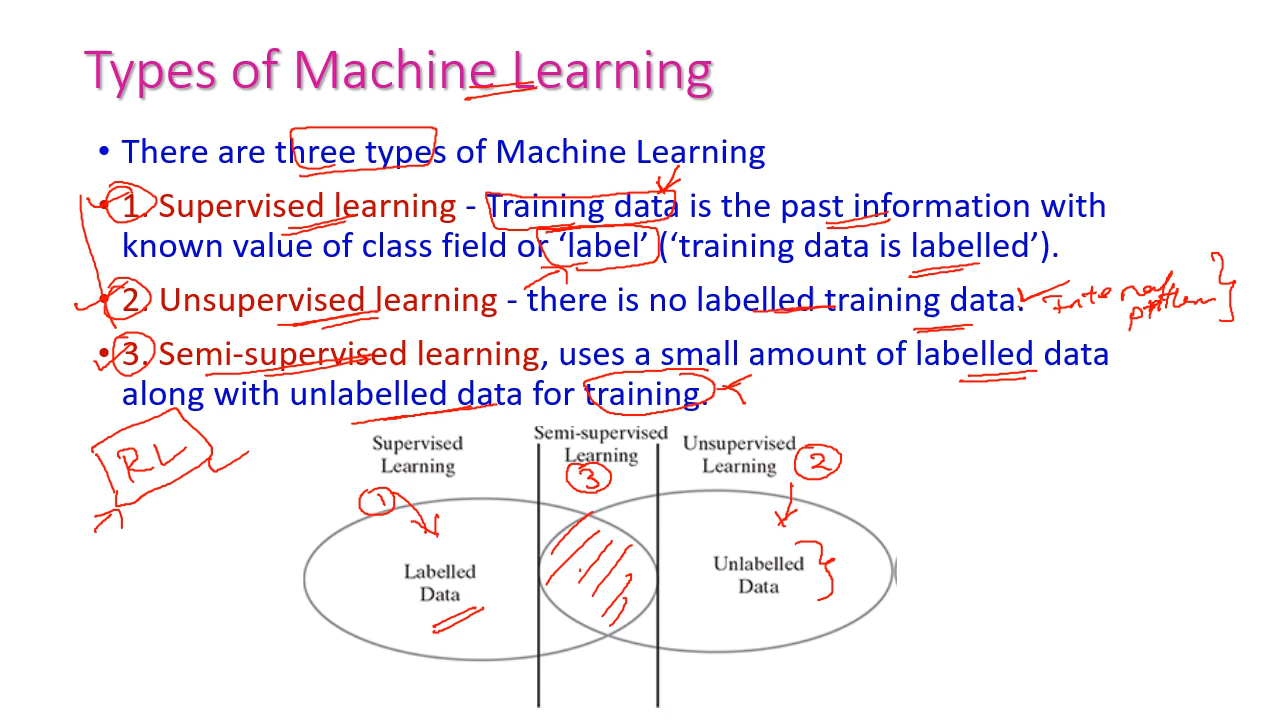 Types of Machine Learning
• There are three types of Machine Learning
• 1. Supervised learning - Training data is the past information with
known value of class field or ‘label’ (‘training data is labelled’).
• 2. Unsupervised learning - there is no labelled training data.
Internal
pattern
• 3. Semi-supervised learning, uses a small amount of labelled data
along with unlabelled data for training.
RL
Supervised
Learning
Semi-supervised
Learning
Unsupervised
Learning
1
3
2
Labelled
Data
Unlabelled
Data